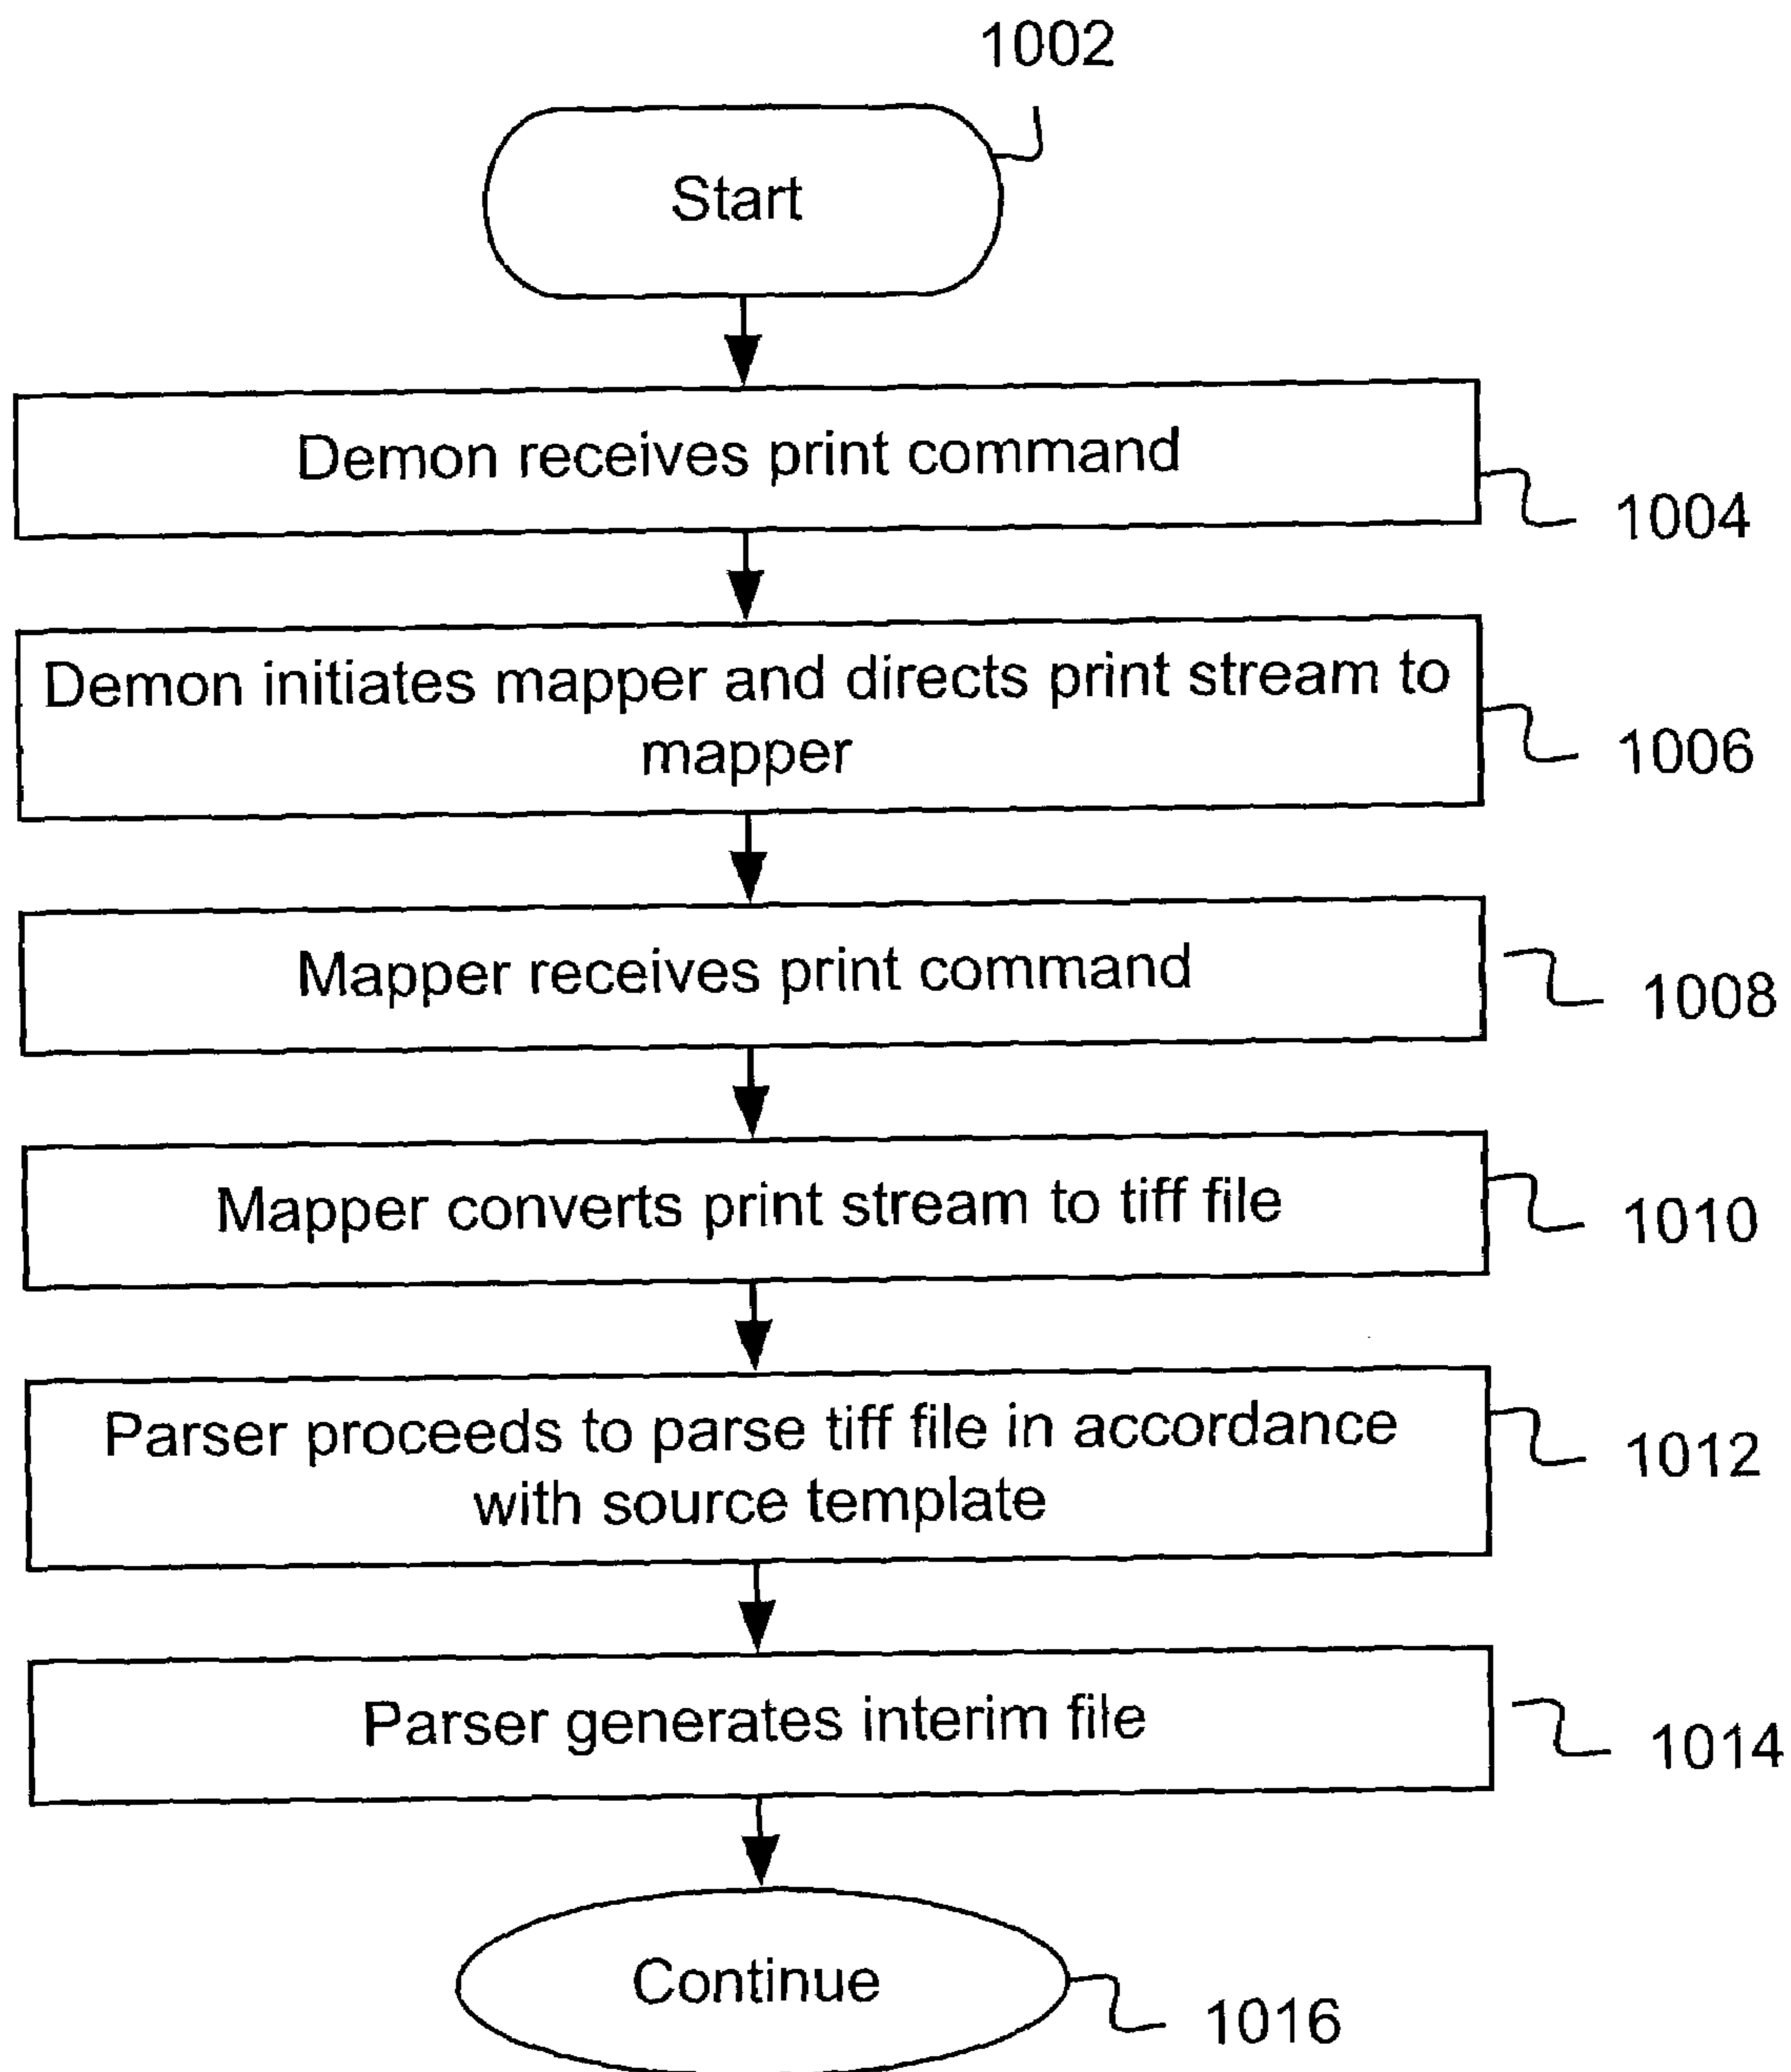 1002
Start
Demon receives print command
1004
Demon initiates mapper and directs print stream to
mapper
1006
Mapper receives print command
1008
Mapper converts print stream to tiff file
1010
Parser proceeds to parse tiff file in accordance
with source template
1012
Parser generates interim file
1014
Continue
1016